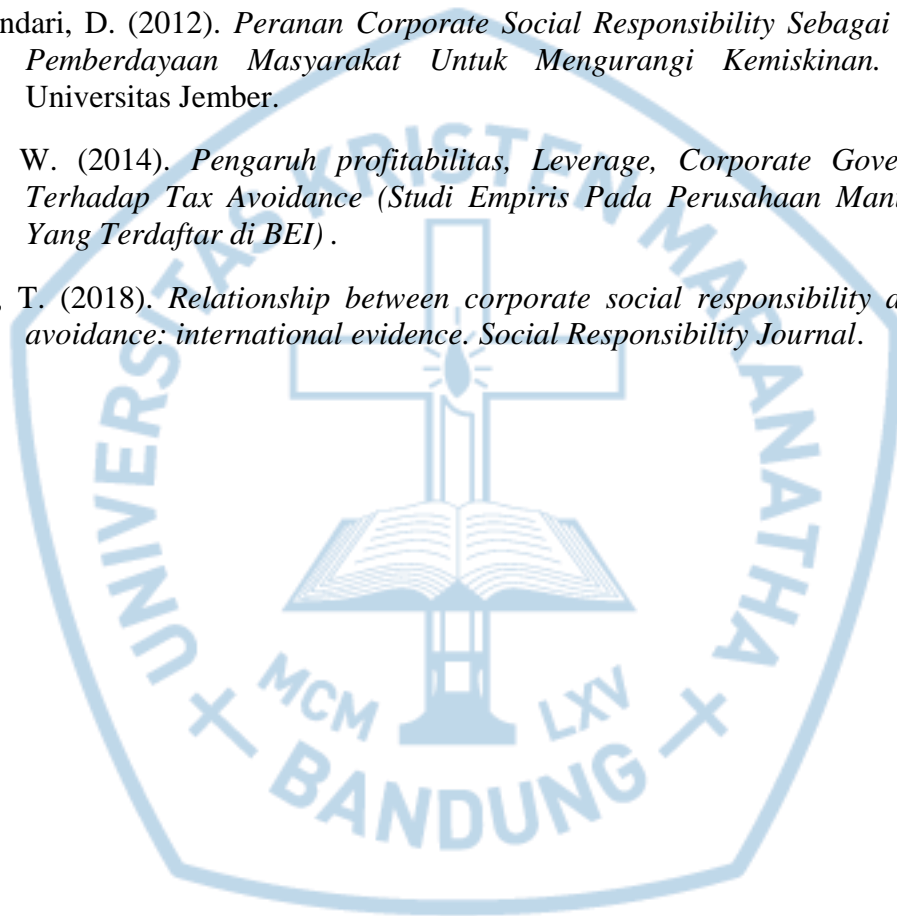 ndari, D. (2012). Peranan Corporate Social Responsibility Sebagai
Pemberdayaan Masyarakat Untuk Mengurangi Kemiskinan.
Universitas Jember.
W. (2014). Pengaruh profitabilitas, Leverage, Corporate Gove
Terhadap Tax Avoidance (Studi Empiris Pada Perusahaan Man
Yang Terdaftar di BEI) .
, T. (2018). Relationship between corporate social responsibility a
avoidance: international evidence. Social Responsibility Journal.
UNIVERSITAS KRISTEN MARANATHA
MCM LXV
BANDUNG